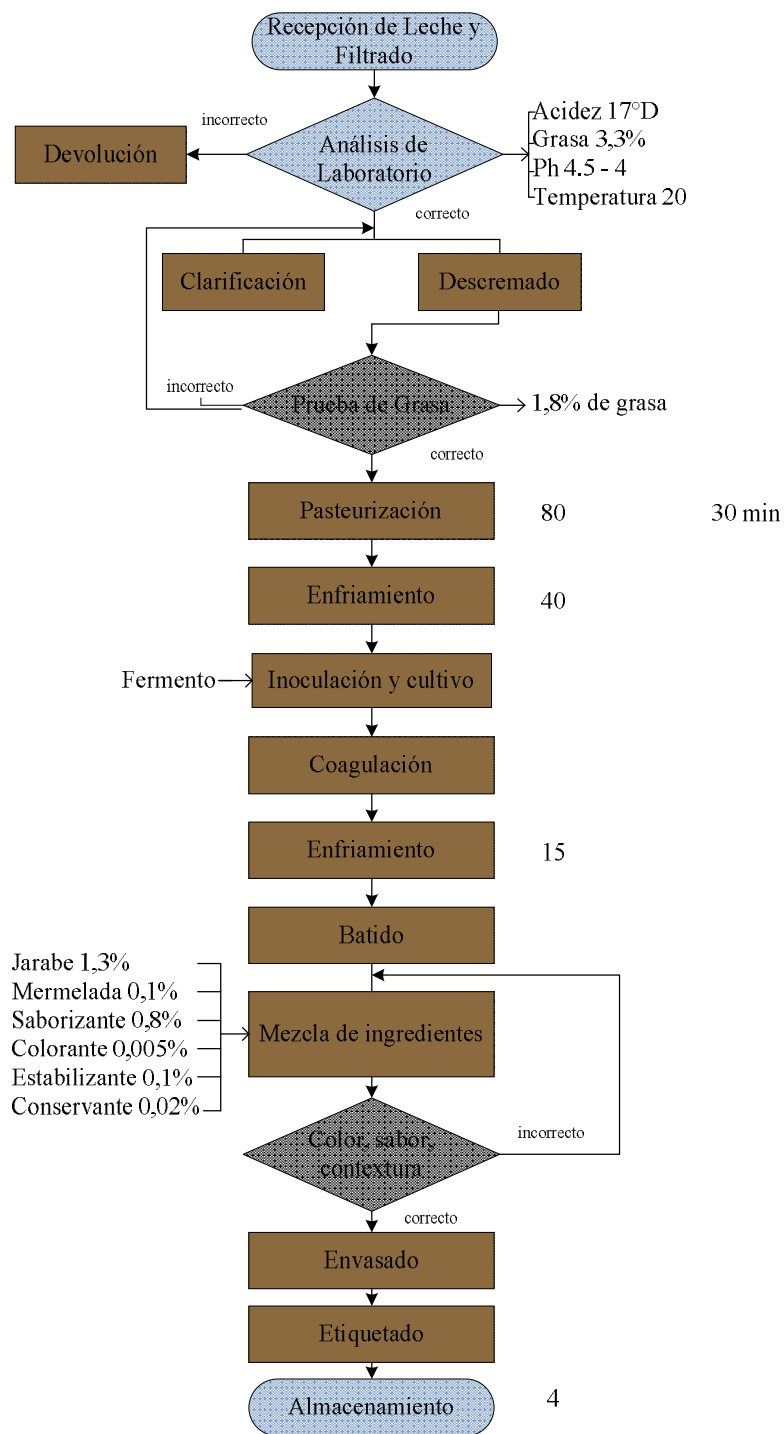 Recepción de Leche y
Filtrado
incorrecto
Devolución
Análisis de
Laboratorio
Acidez 17°D
Grasa 3,3%
Ph 4.5 - 4
Temperatura 20
correcto
Clarificación
Descremado
incorrecto
Prueba de Grasa
1,8% de grasa
correcto
Pasteurización
80
30 min
Enfriamiento
40
Fermento
Inoculación y cultivo
Coagulación
Enfriamiento
15
Batido
Jarabe 1,3%
Mermelada 0,1%
Saborizante 0,8%
Colorante 0,005%
Estabilizante 0,1%
Conservante 0,02%
Mezcla de ingredientes
Color, sabor,
contextura
incorrecto
correcto
Envasado
Etiquetado
Almacenamiento
4